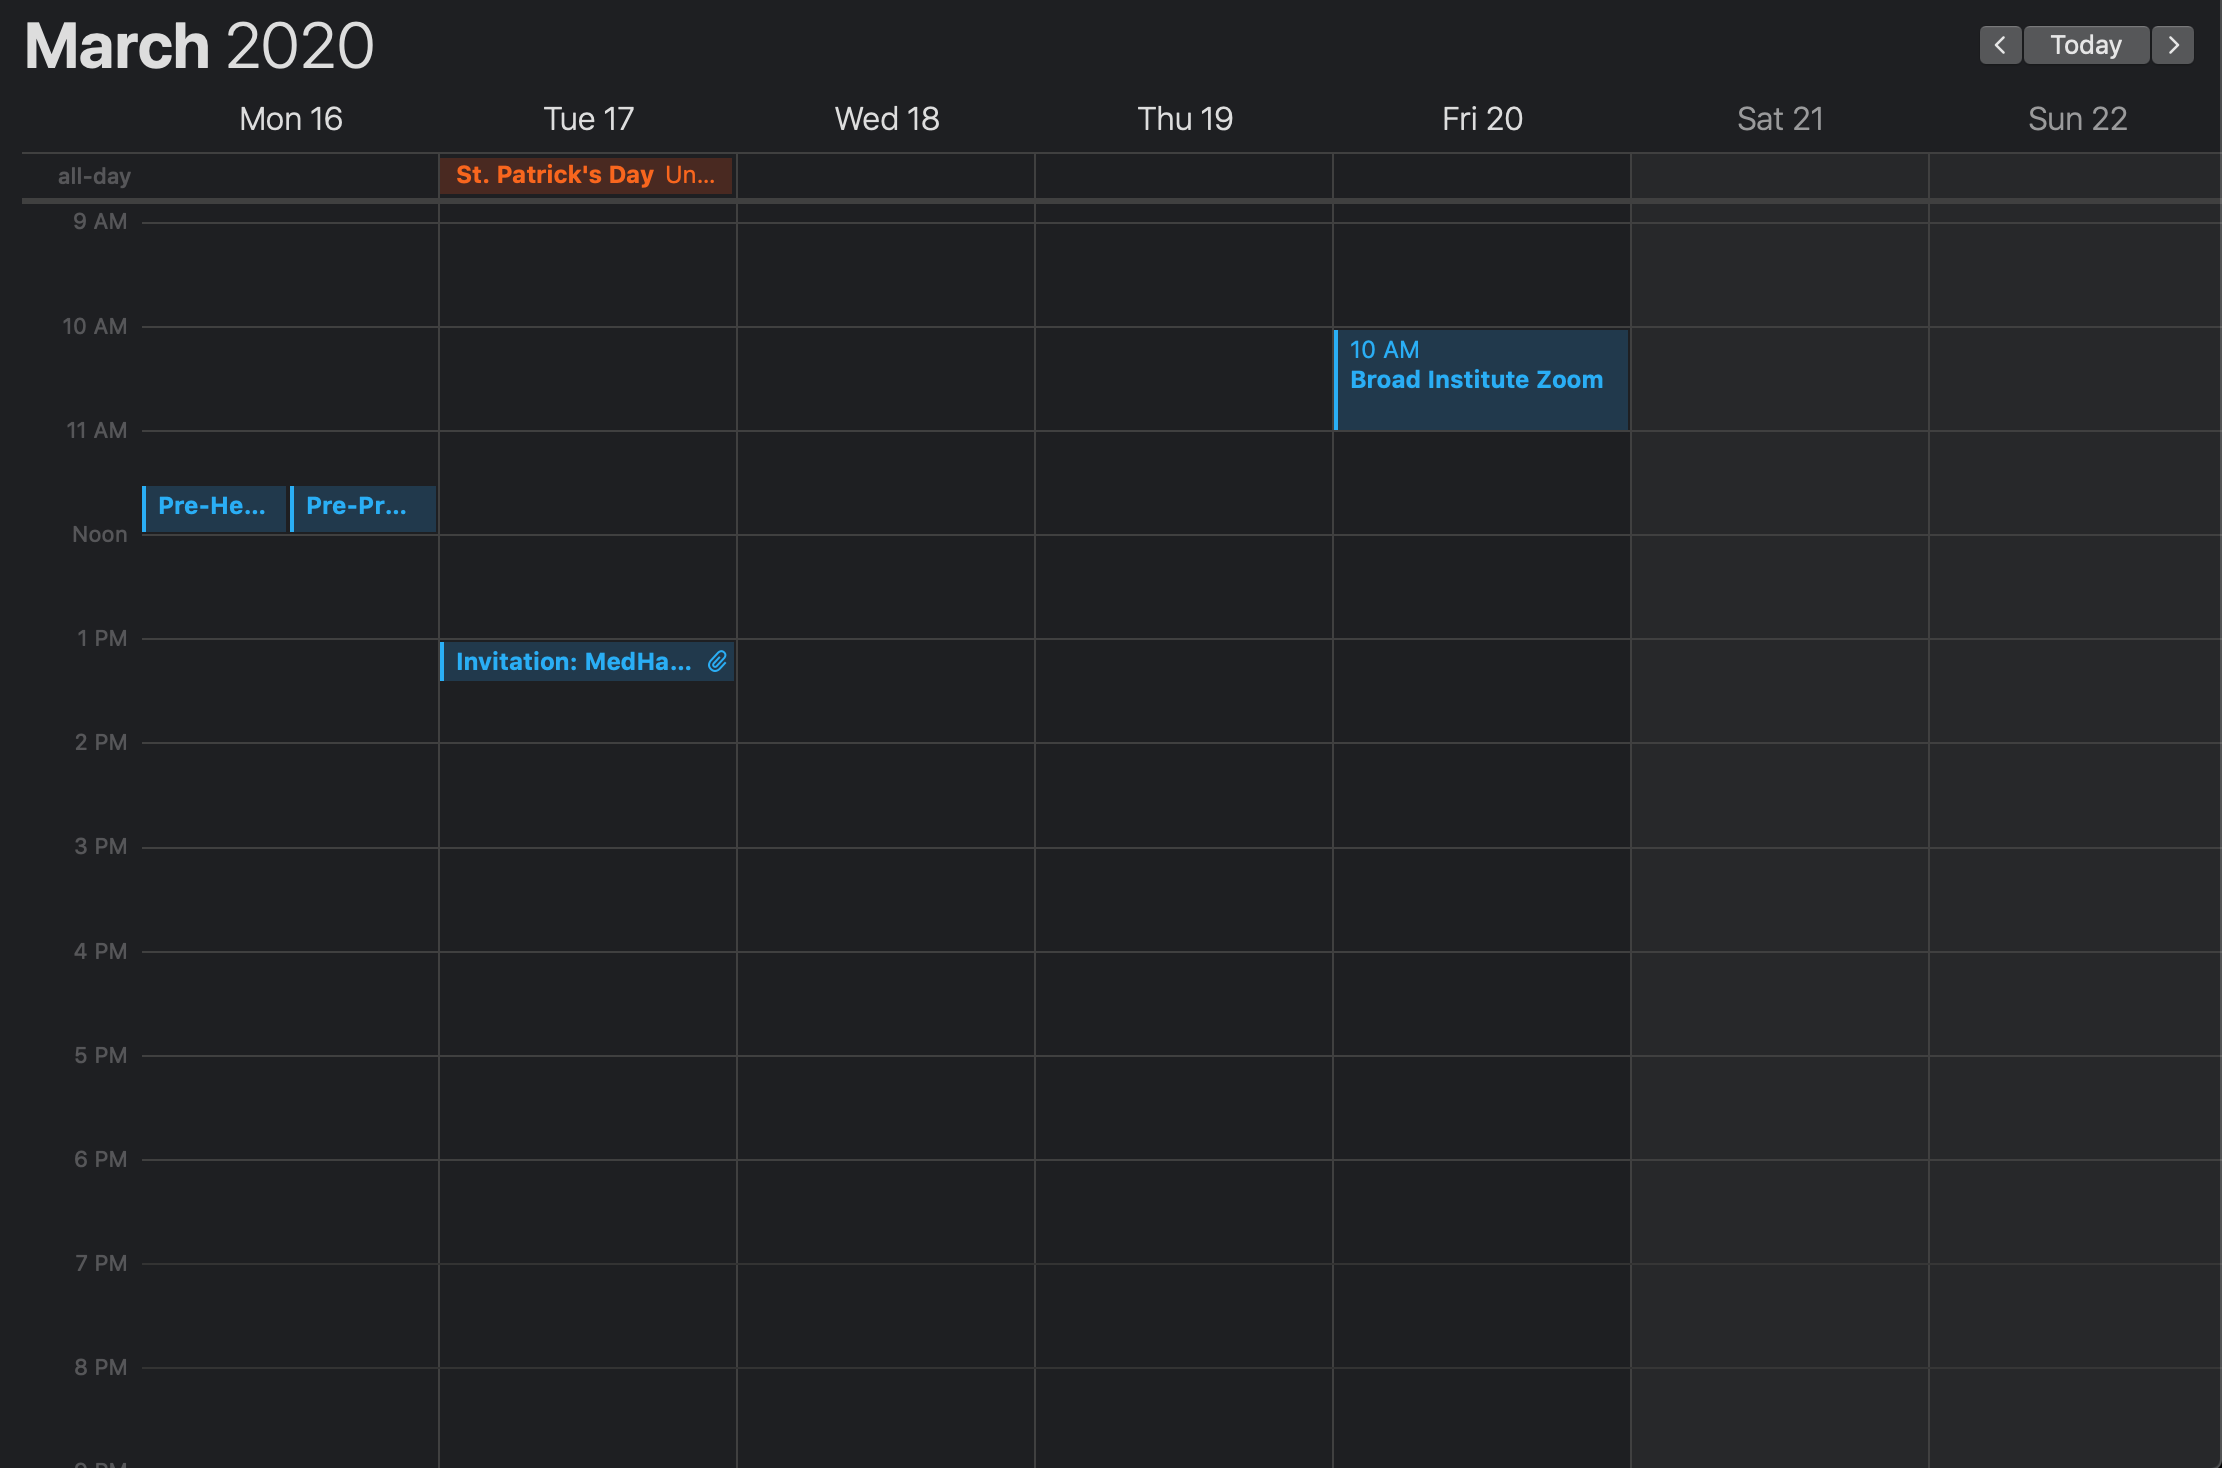 March 2020
Today
Mon 16 Tue 17 Wed 18 Thu 19 Fri 20 Sat 21 Sun 22
all-day St. Patrick's Day Un...
9 AM
10 AM
10 AM
Broad Institute Zoom
11 AM
Pre-He... Pre-Pr...
Noon
1 PM
Invitation: MedHa...
2 PM
3 PM
4 PM
5 PM
6 PM
7 PM
8 PM